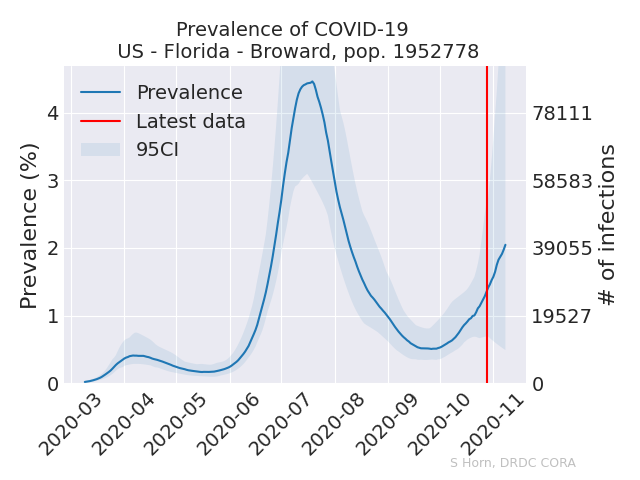 Prevalence of COVID-19
US - Florida - Broward, pop. 1952778
Prevalence
Latest data
95CI
Prevalence (%)
4
3
2
1
0
78111
58583
39055
19527
0
# of infections
2020-03
2020-04
2020-05
2020-06
2020-07
2020-08
2020-09
2020-10
2020-11
S Horn, DRDC CORA